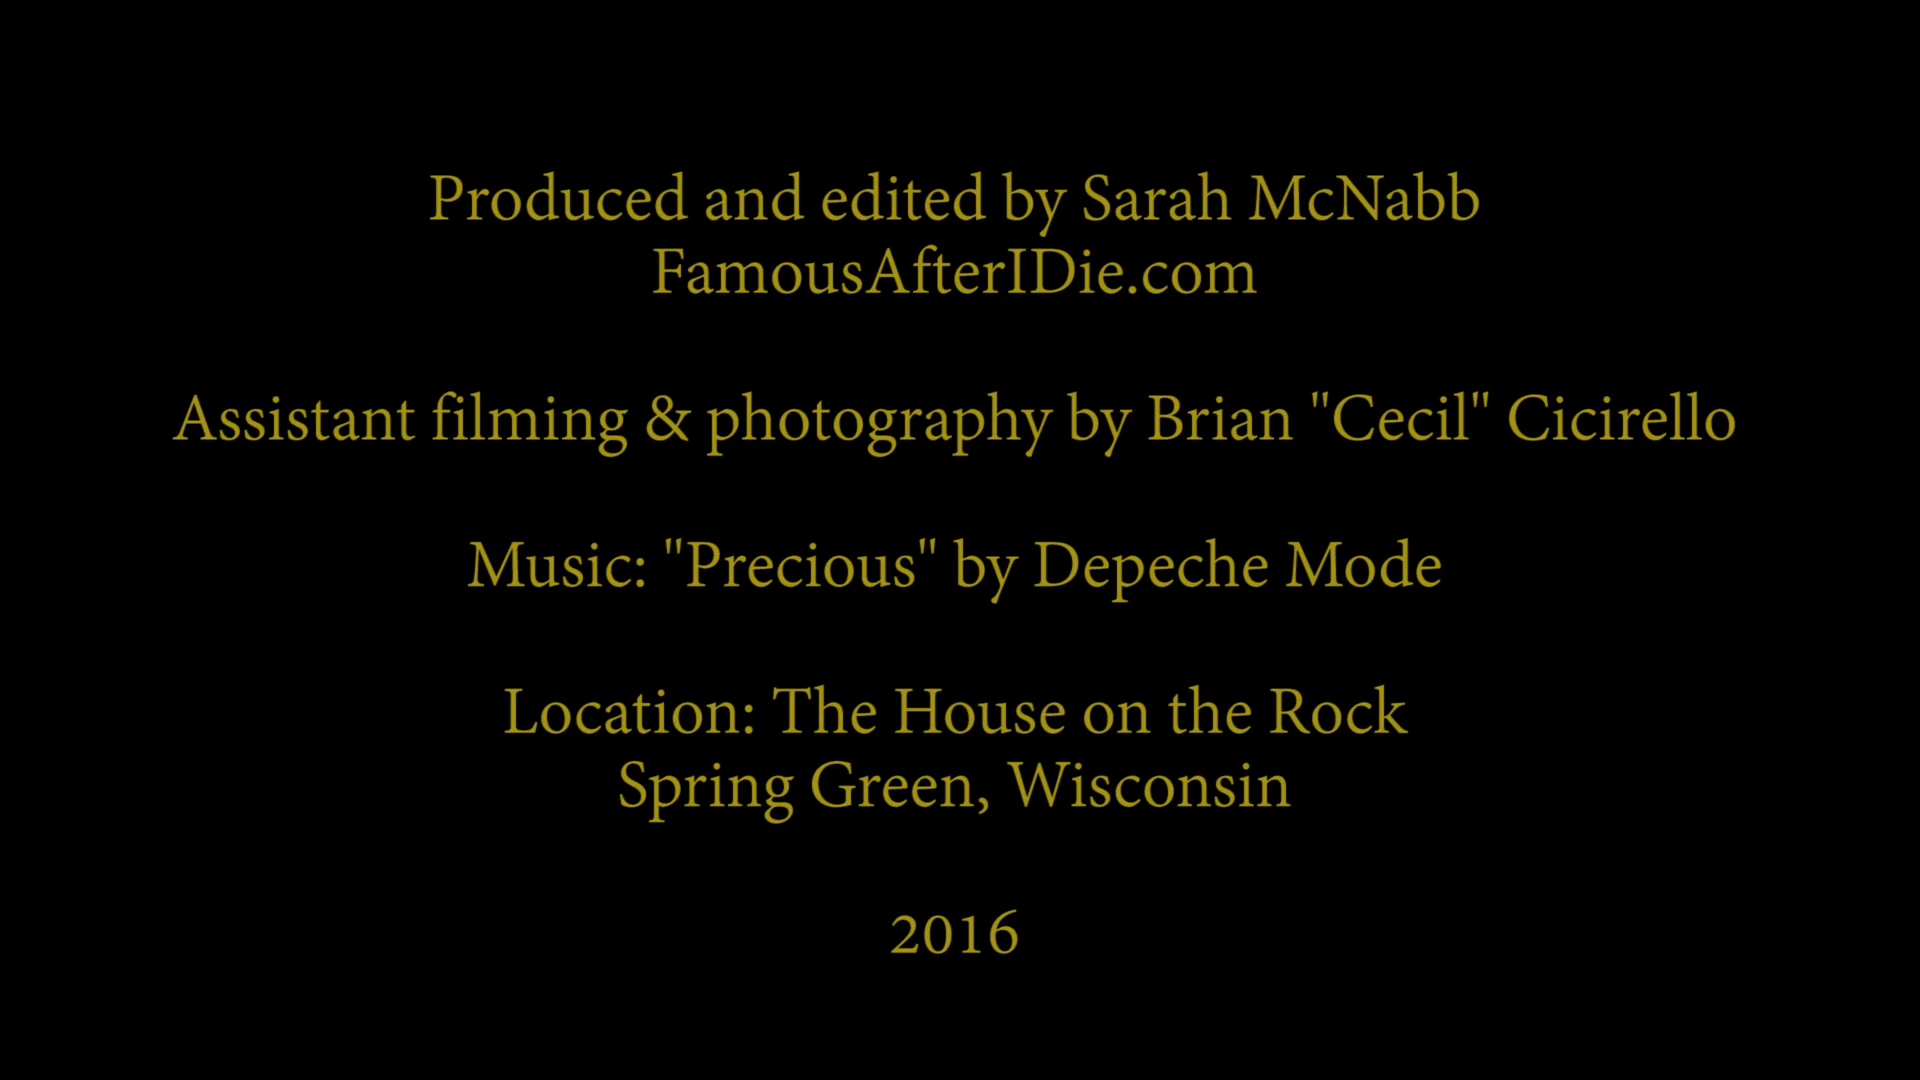 Produced and edited by Sarah McNabb
FamousAfterIDie.com
Assistant filming & photography by Brian "Cecil" Cicirello
Music: "Precious" by Depeche Mode
Location: The House on the Rock
Spring Green, Wisconsin
2016